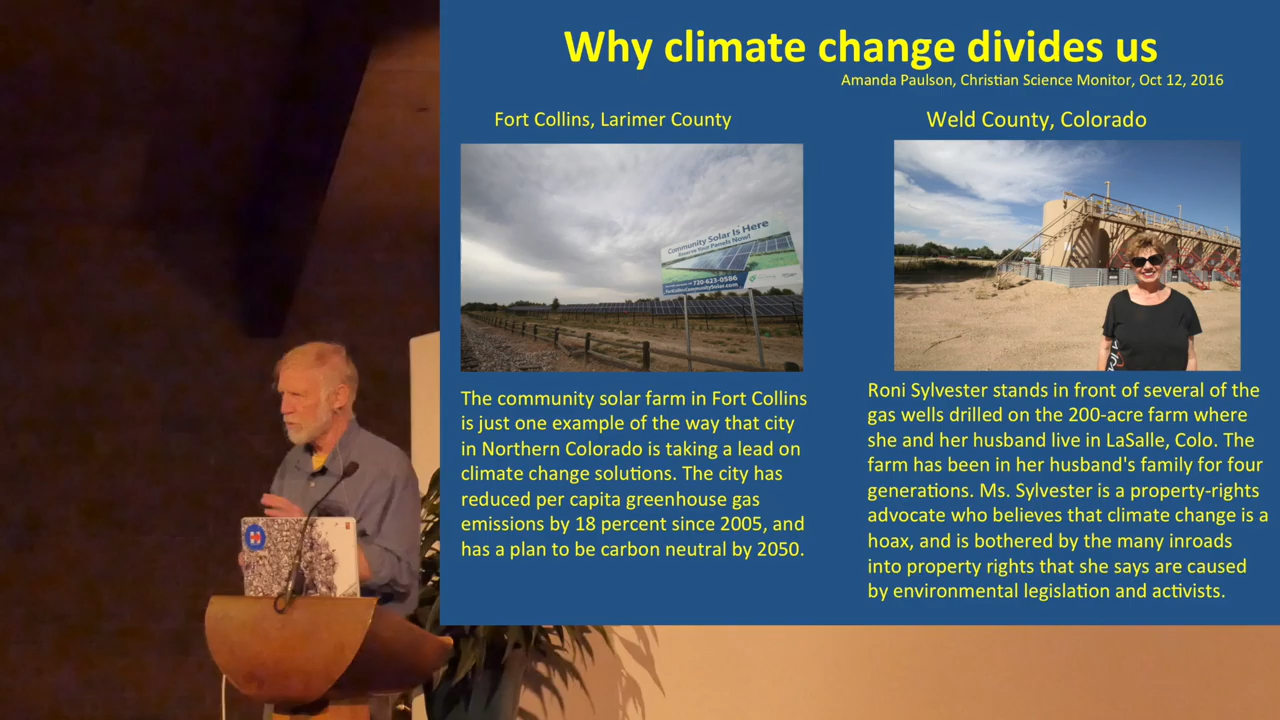 Why climate change divides us
Amanda Paulson, Christian Science Monitor, Oct 12, 2016
Fort Collins, Larimer County
Community Solar Is Here
Reserve Your Panels Now!
720-623-0586
FortCollinsCommunitySolar.com
The community solar farm in Fort Collins
is just one example of the way that city
in Northern Colorado is taking a lead on
climate change solutions. The city has
reduced per capita greenhouse gas
emissions by 18 percent since 2005, and
has a plan to be carbon neutral by 2050.
Weld County, Colorado
Roni Sylvester stands in front of several of the
gas wells drilled on the 200-acre farm where
she and her husband live in LaSalle, Colo. The
farm has been in her husband's family for four
generations. Ms. Sylvester is a property-rights
advocate who believes that climate change is a
hoax, and is bothered by the many inroads
into property rights that she says are caused
by environmental legislation and activists.